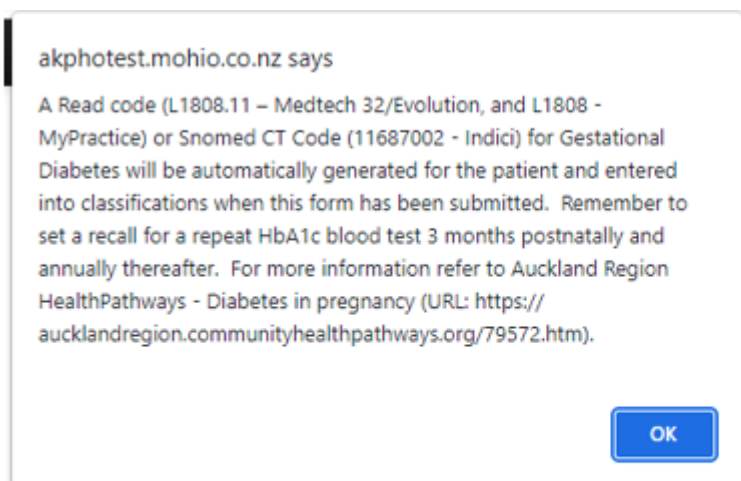 akphotest.mohio.co.nz says
A Read code (L1808.11 – Medtech 32/Evolution, and L1808 -
MyPractice) or Snomed CT Code (11687002 - Indici) for Gestational
Diabetes will be automatically generated for the patient and entered
into classifications when this form has been submitted.  Remember to
set a recall for a repeat HbA1c blood test 3 months postnatally and
annually thereafter.  For more information refer to Auckland Region
HealthPathways - Diabetes in pregnancy (URL: https://
aucklandregion.communityhealthpathways.org/79572.htm).
OK